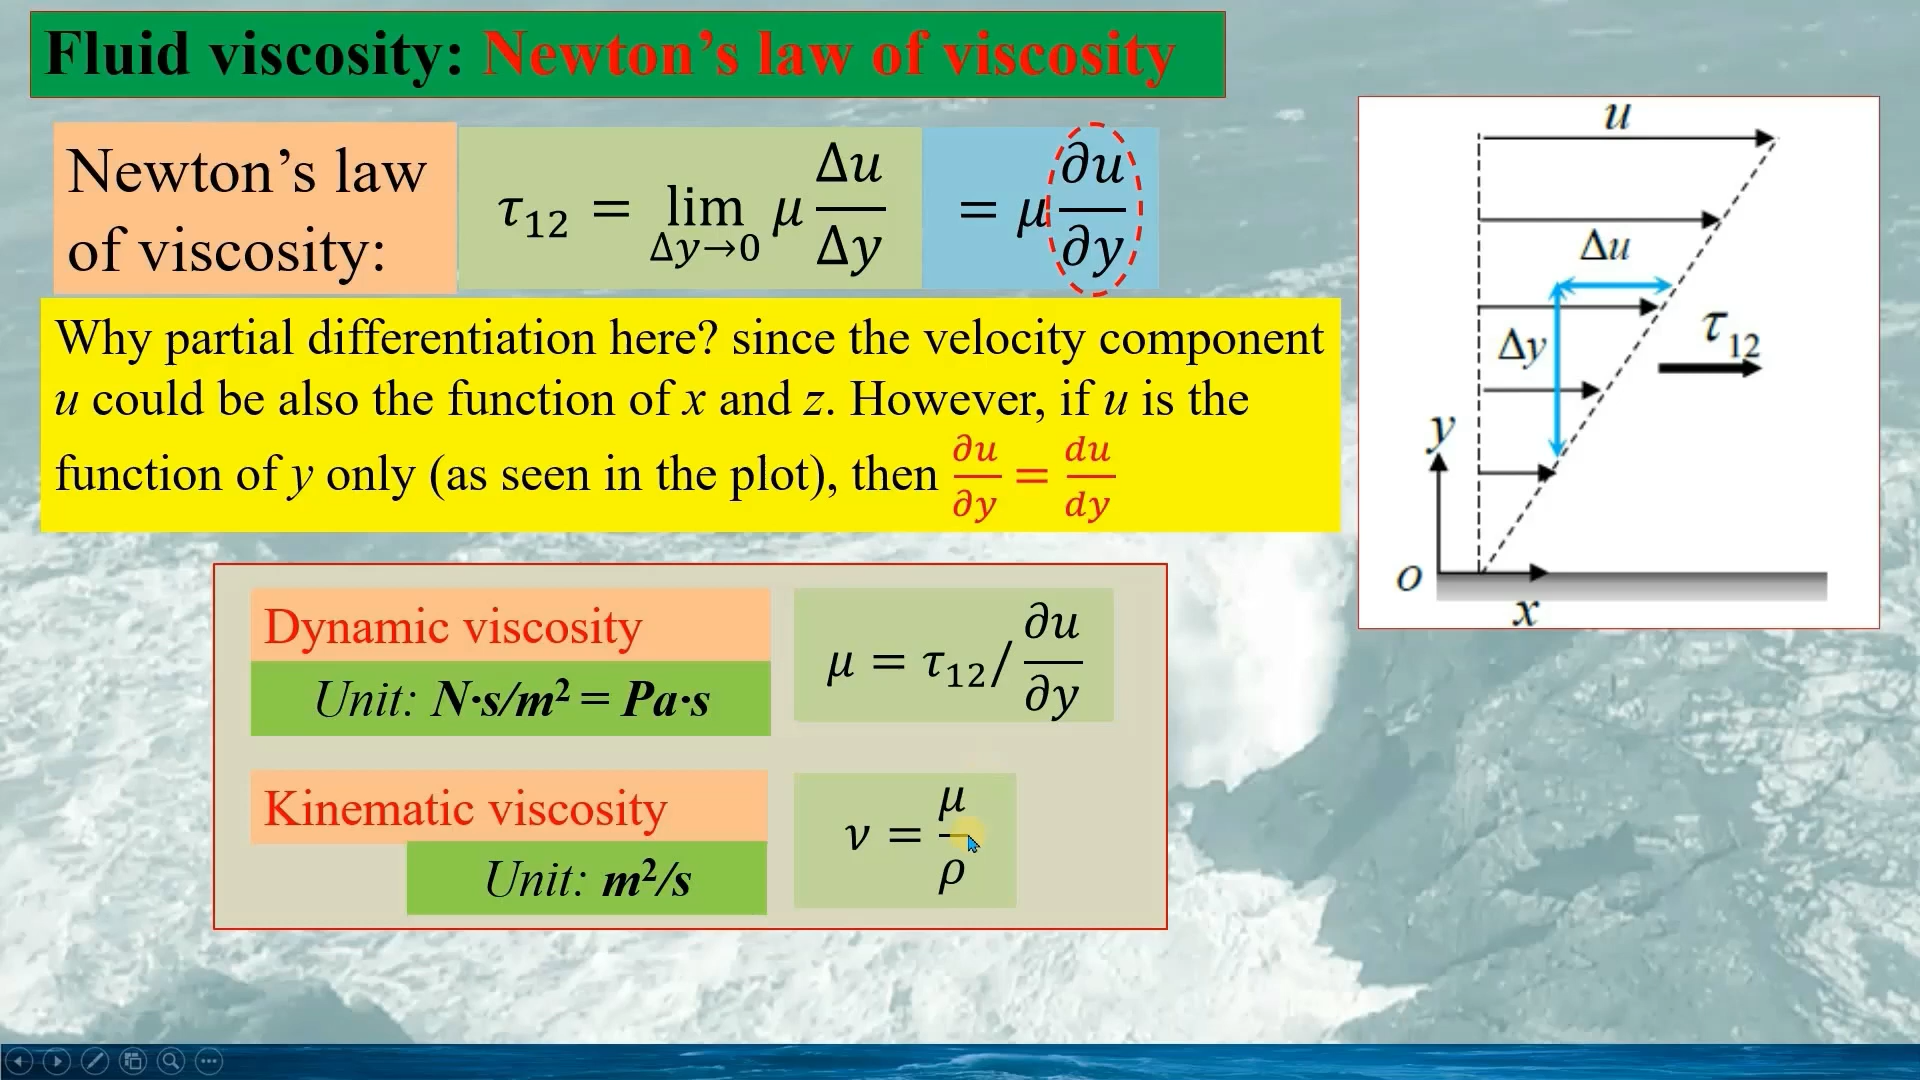 Fluid viscosity: Newton’s law of viscosity
Newton’s law
of viscosity:
τ₁₂ = lim Δy→0 μ Δu/Δy = μ ∂u/∂y
Why partial differentiation here? since the velocity component
u could be also the function of x and z. However, if u is the
function of y only (as seen in the plot), then ∂u/∂y = du/dy
u
Δu
Δy
τ₁₂
y
O
x
Dynamic viscosity
Unit: N·s/m² = Pa·s
μ = τ₁₂/ ∂u/∂y
Kinematic viscosity
Unit: m²/s
ν = μ/ρ